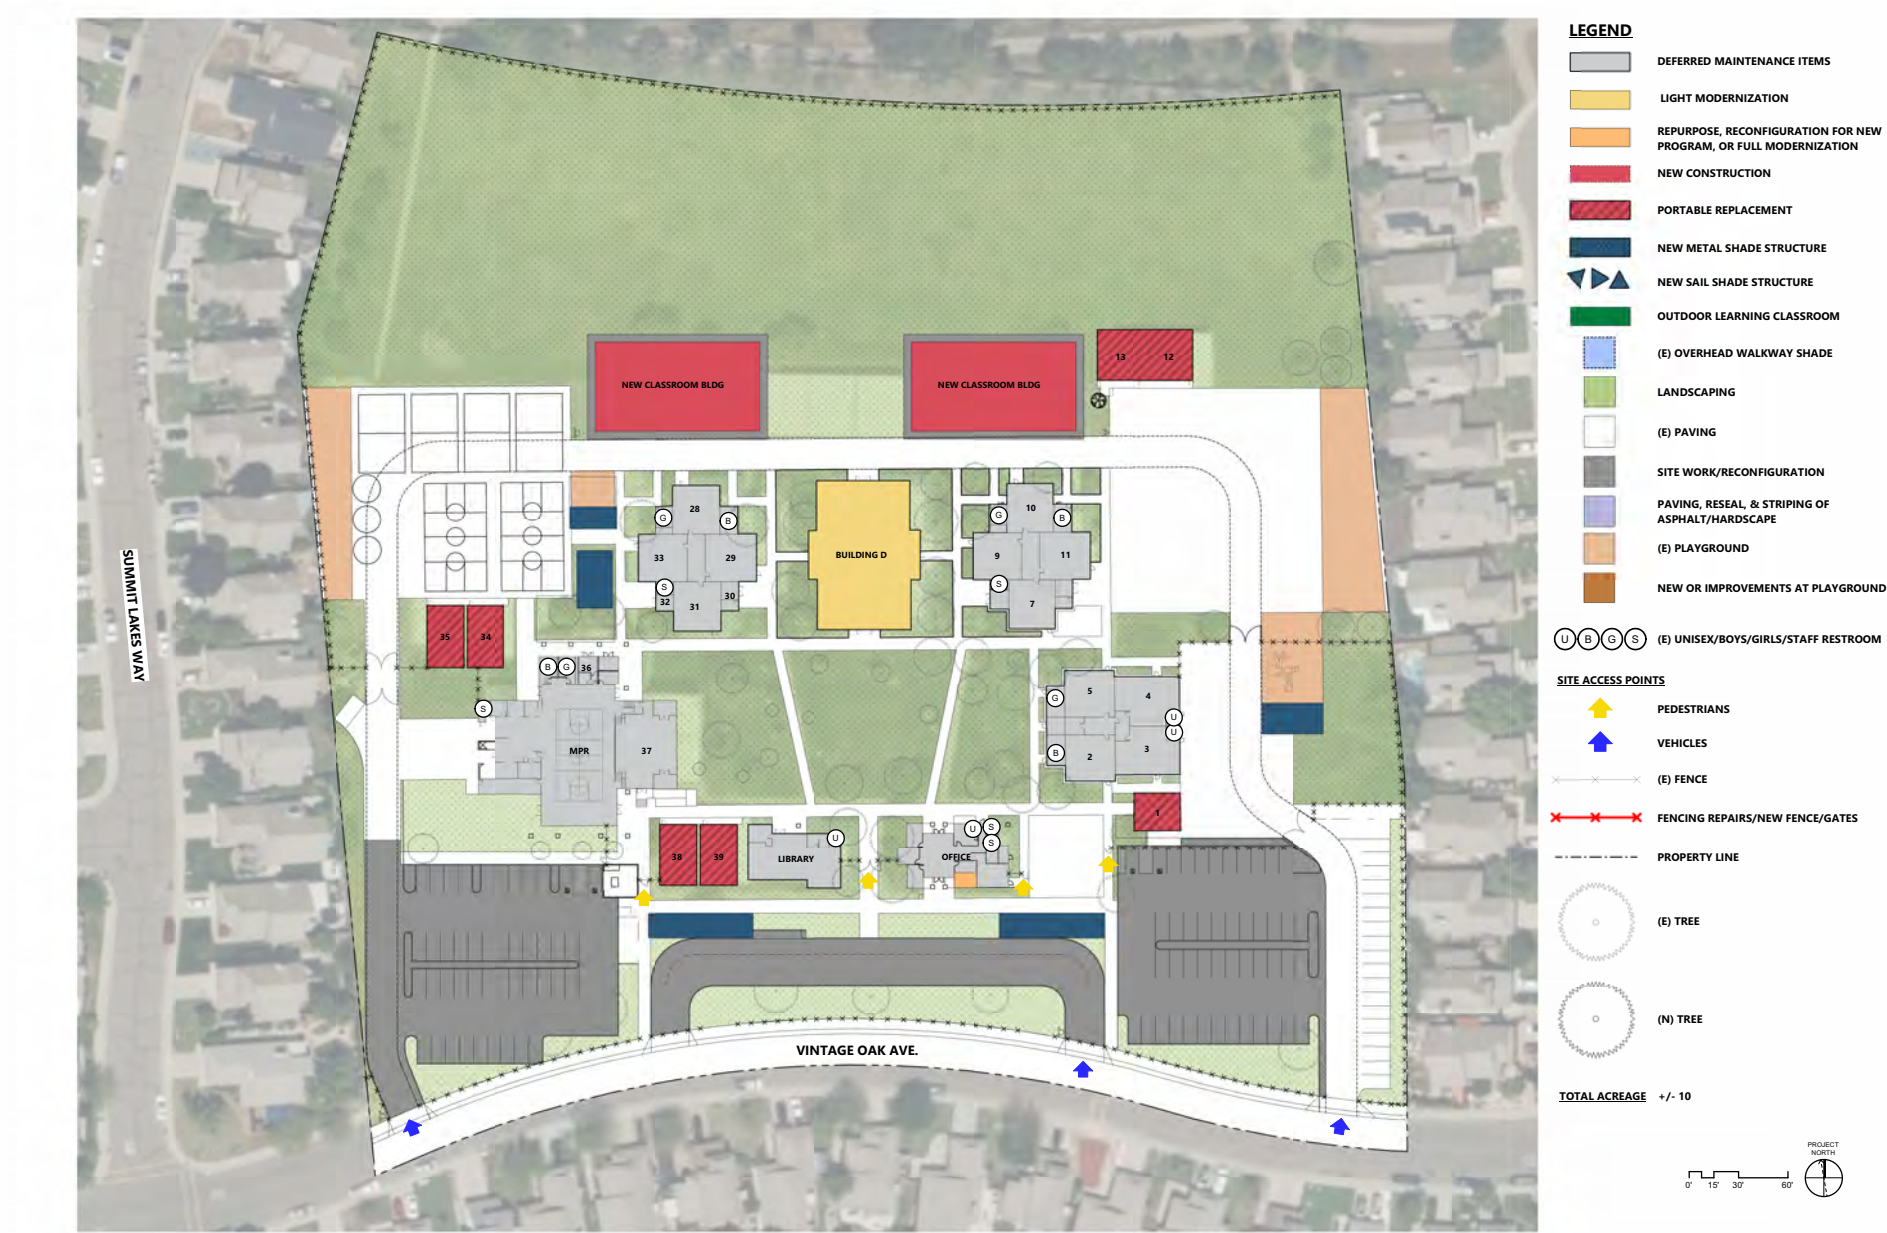 LEGEND
DEFERRED MAINTENANCE ITEMS
LIGHT MODERNIZATION
REPURPOSE, RECONFIGURATION FOR NEW
PROGRAM, OR FULL MODERNIZATION
NEW CONSTRUCTION
PORTABLE REPLACEMENT
NEW METAL SHADE STRUCTURE
NEW SAIL SHADE STRUCTURE
OUTDOOR LEARNING CLASSROOM
(E) OVERHEAD WALKWAY SHADE
LANDSCAPING
(E) PAVING
SITE WORK/RECONFIGURATION
PAVING, RESEAL, & STRIPING OF
ASPHALT/HARDSCAPE
(E) PLAYGROUND
NEW OR IMPROVEMENTS AT PLAYGROUND
U B G S (E) UNISEX/BOYS/GIRLS/STAFF RESTROOM
SITE ACCESS POINTS
PEDESTRIANS
VEHICLES
(E) FENCE
FENCING REPAIRS/NEW FENCE/GATES
PROPERTY LINE
(E) TREE
(N) TREE
TOTAL ACREAGE +/- 10
PROJECT
NORTH
0' 15' 30' 60'
13 12
NEW CLASSROOM BLDG
NEW CLASSROOM BLDG
28
G B
33 29
S
32 30
31
BUILDING D
10
G B
9 11
S
7
35 34
B G 36
S
MPR 37
5 4
G
U
U
B
2 3
1
38 39
LIBRARY
U
U S
S
OFFICE
SUMMIT LAKES WAY
VINTAGE OAK AVE.